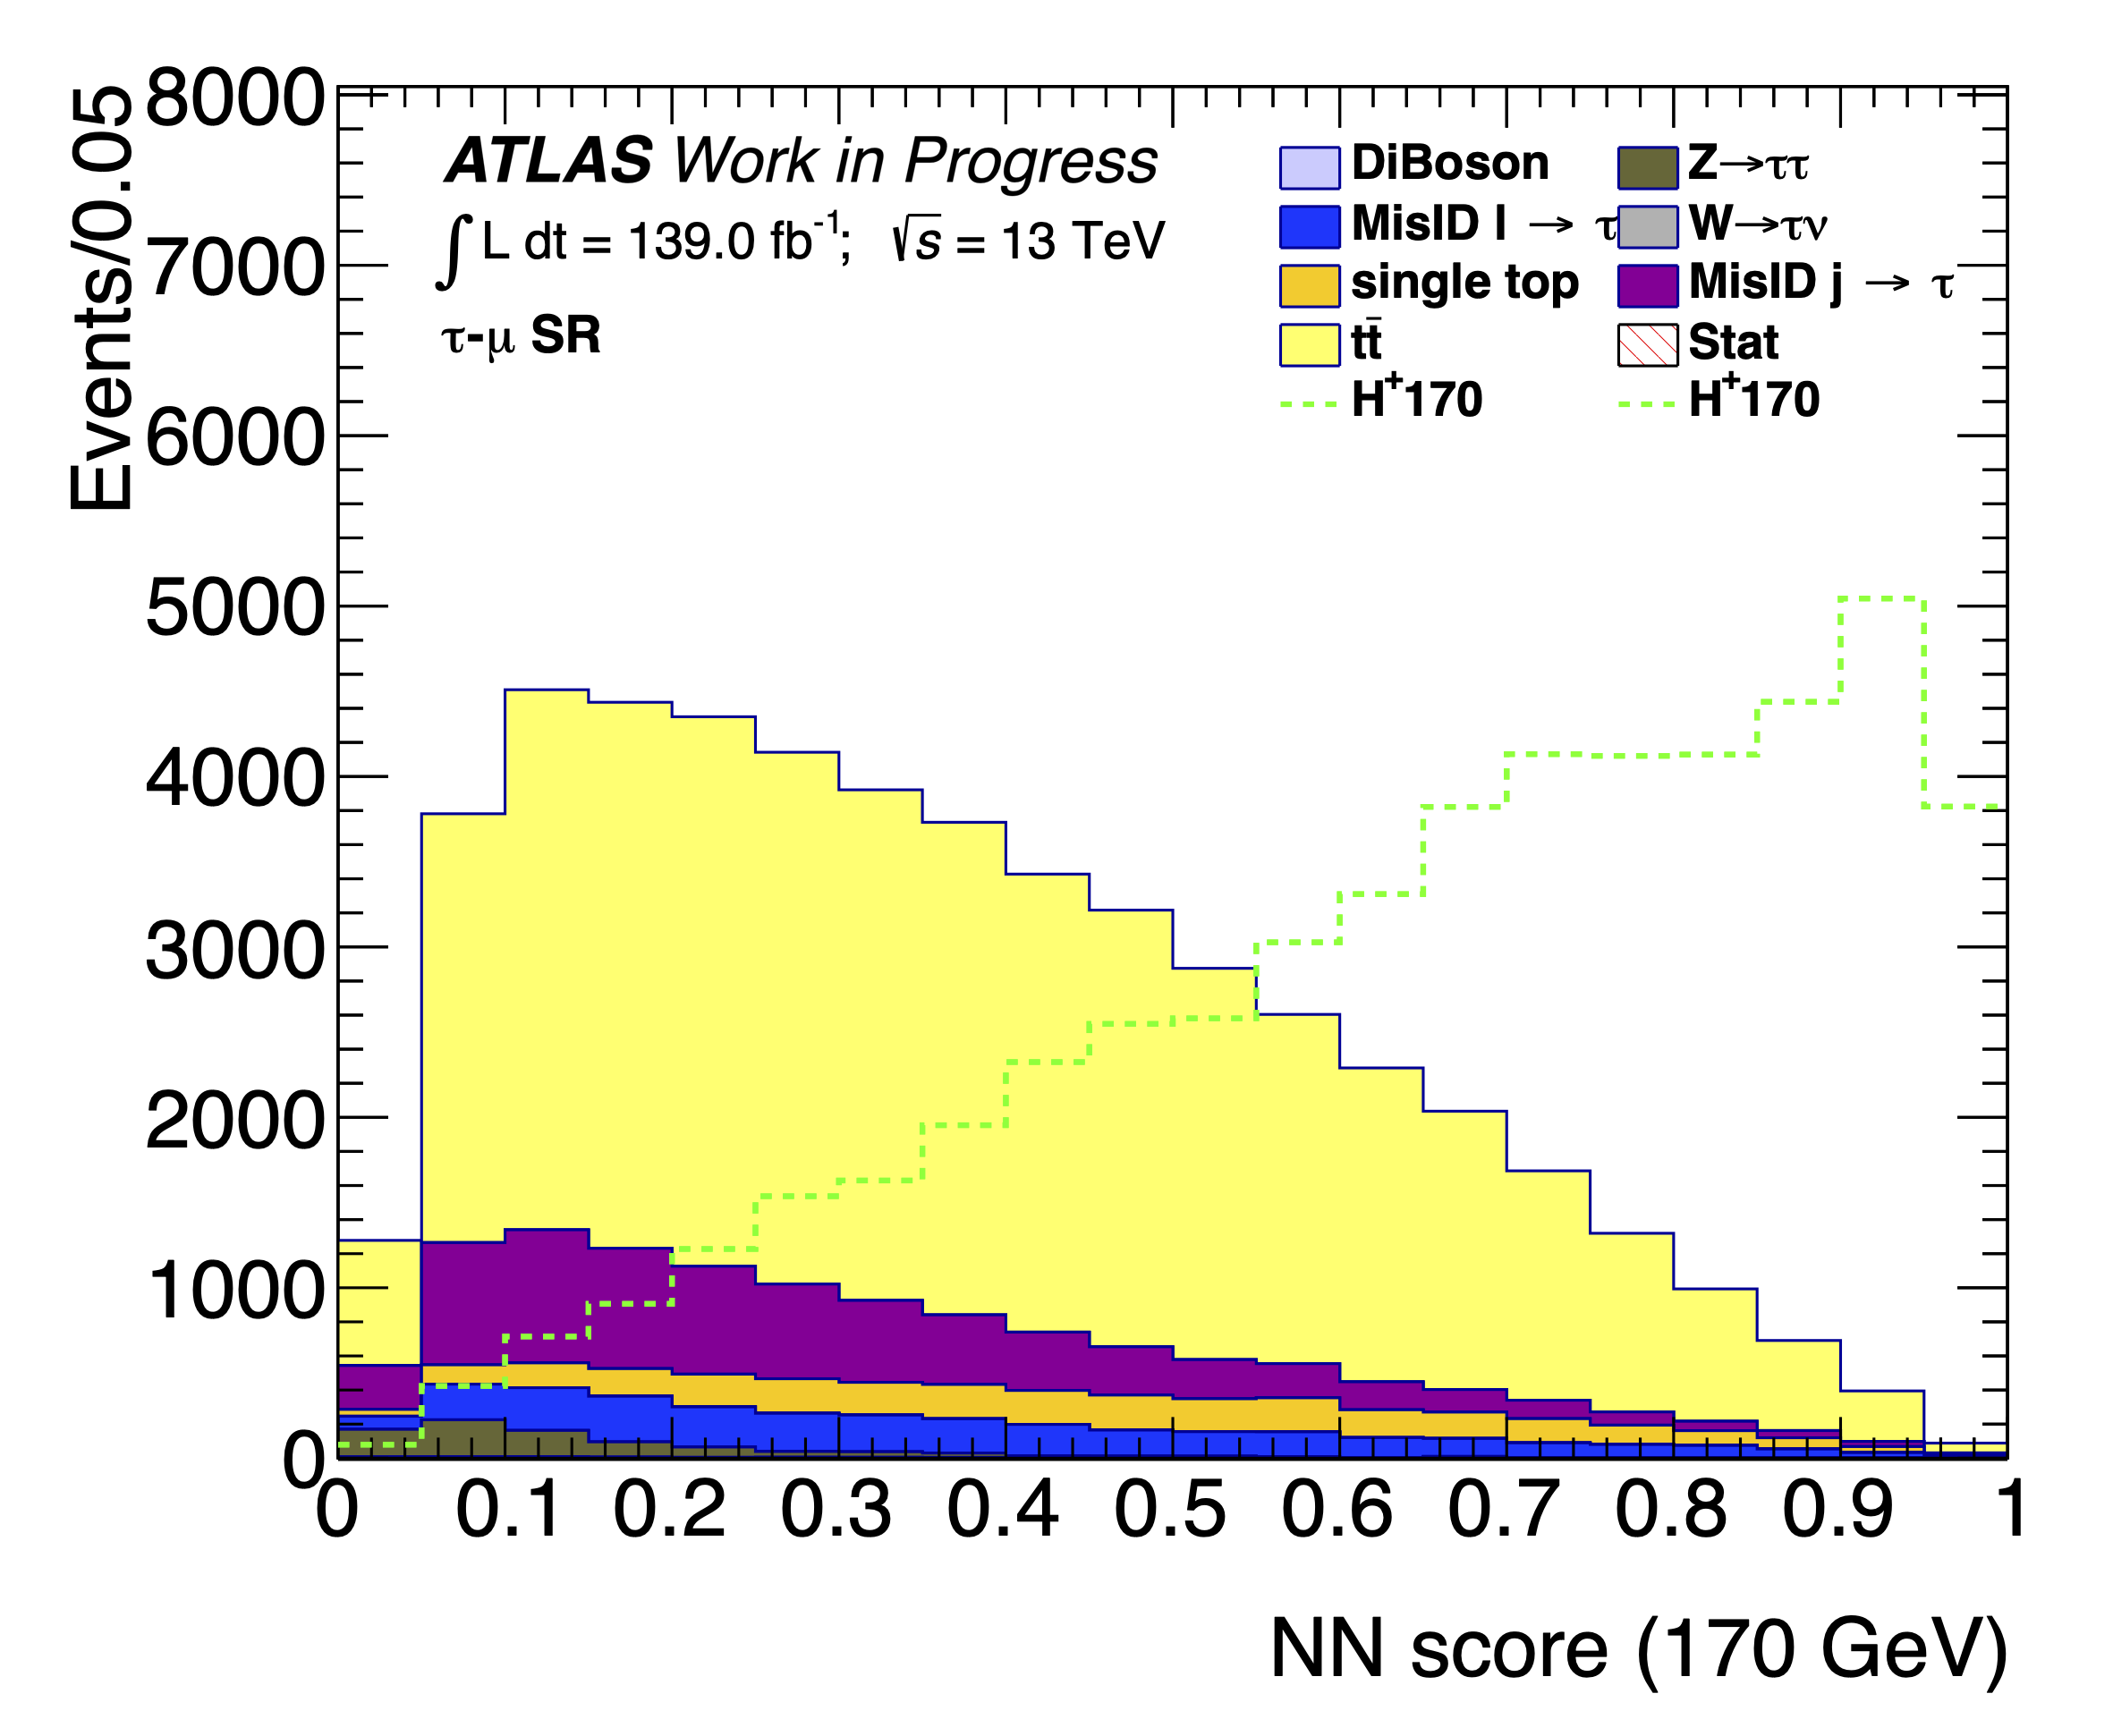 Events/0.05
8000
7000
6000
5000
4000
3000
2000
1000
0
ATLAS Work in Progress
∫ L dt = 139.0 fb⁻¹; √s = 13 TeV
τ-μ SR
DiBoson
Z→ττ
MisID l → τ
W→τν
single top
MisID j → τ
tt̄
Stat
H⁺170
H⁺170
0 0.1 0.2 0.3 0.4 0.5 0.6 0.7 0.8 0.9 1
NN score (170 GeV)